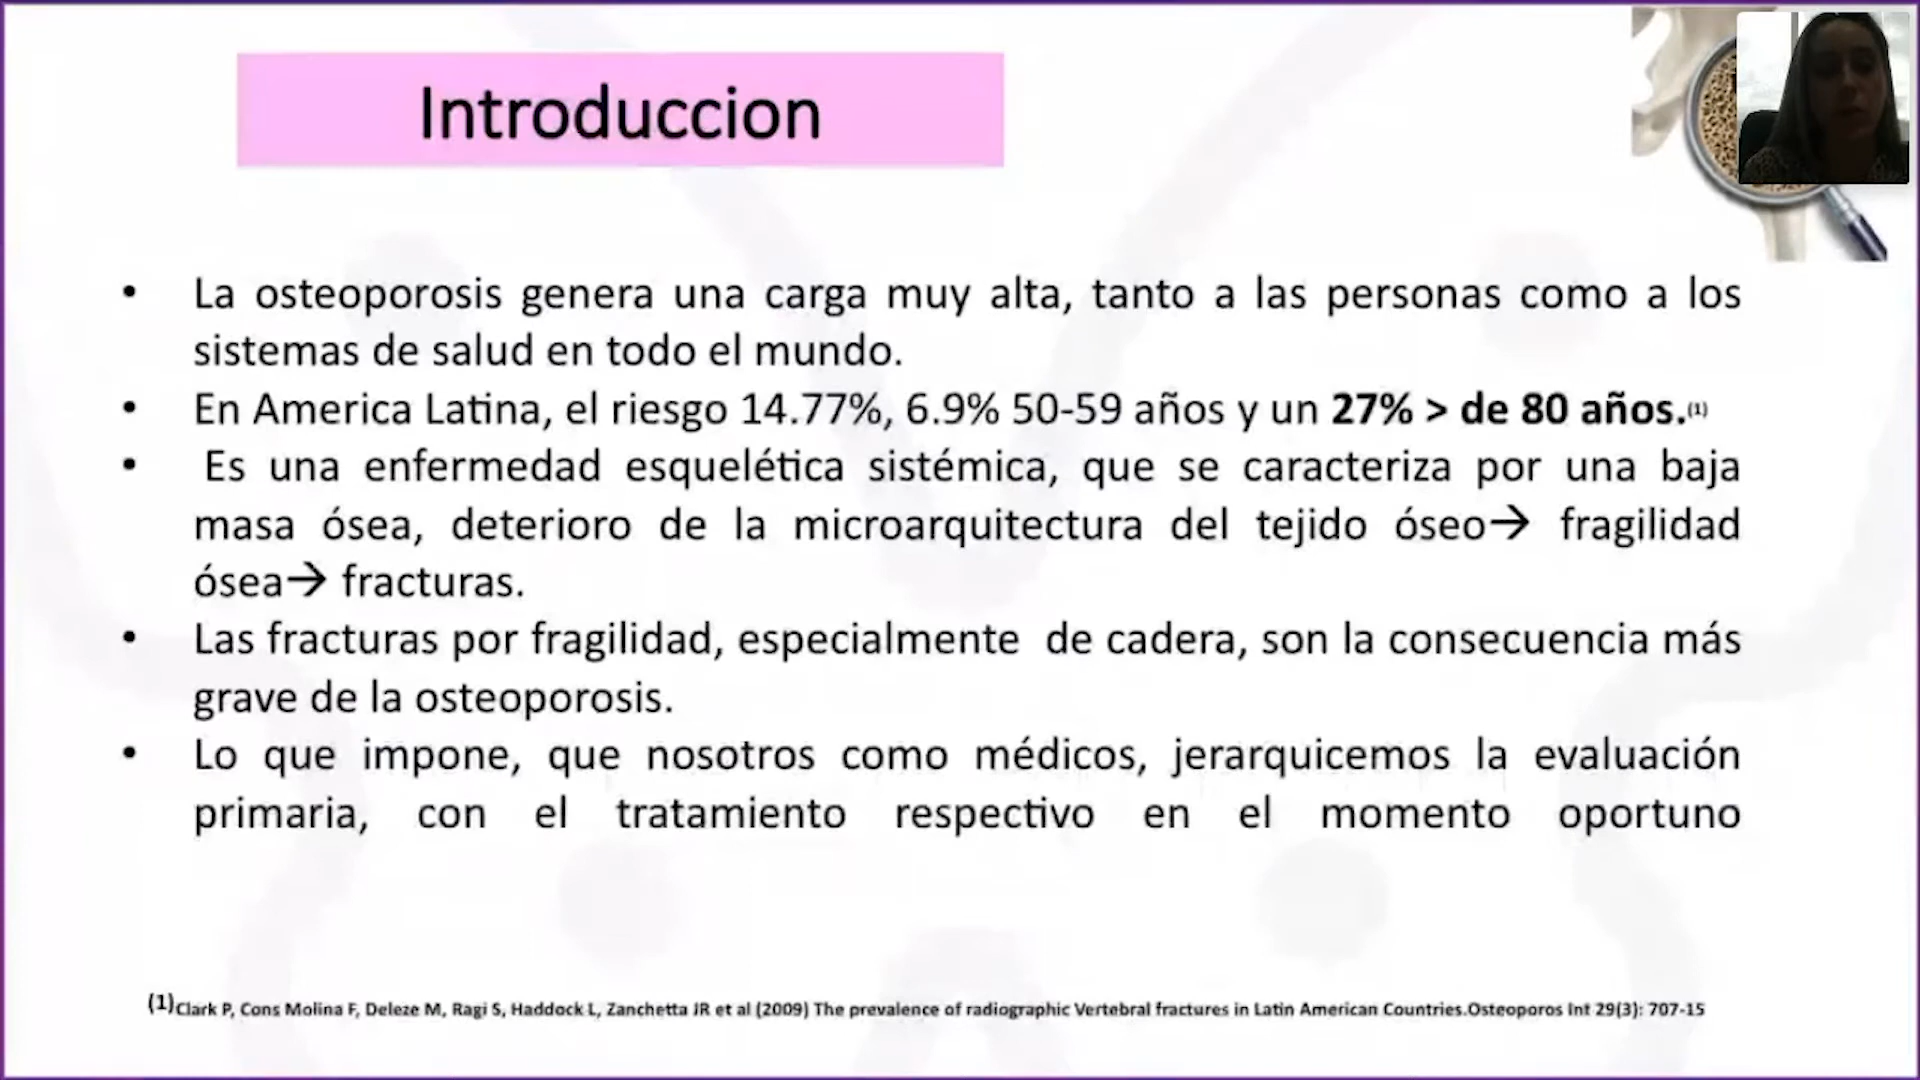 Introduccion
• La osteoporosis genera una carga muy alta, tanto a las personas como a los
sistemas de salud en todo el mundo.
• En America Latina, el riesgo 14.77%, 6.9% 50-59 años y un 27% > de 80 años.(1)
• Es una enfermedad esquelética sistémica, que se caracteriza por una baja
masa ósea, deterioro de la microarquitectura del tejido óseo→ fragilidad
ósea→ fracturas.
• Las fracturas por fragilidad, especialmente de cadera, son la consecuencia más
grave de la osteoporosis.
• Lo que impone, que nosotros como médicos, jerarquicemos la evaluación
primaria, con el tratamiento respectivo en el momento oportuno
(1)Clark P, Cons Molina F, Deleze M, Ragi S, Haddock L, Zanchetta JR et al (2009) The prevalence of radiographic Vertebral fractures in Latin American Countries.Osteoporos Int 29(3): 707-15